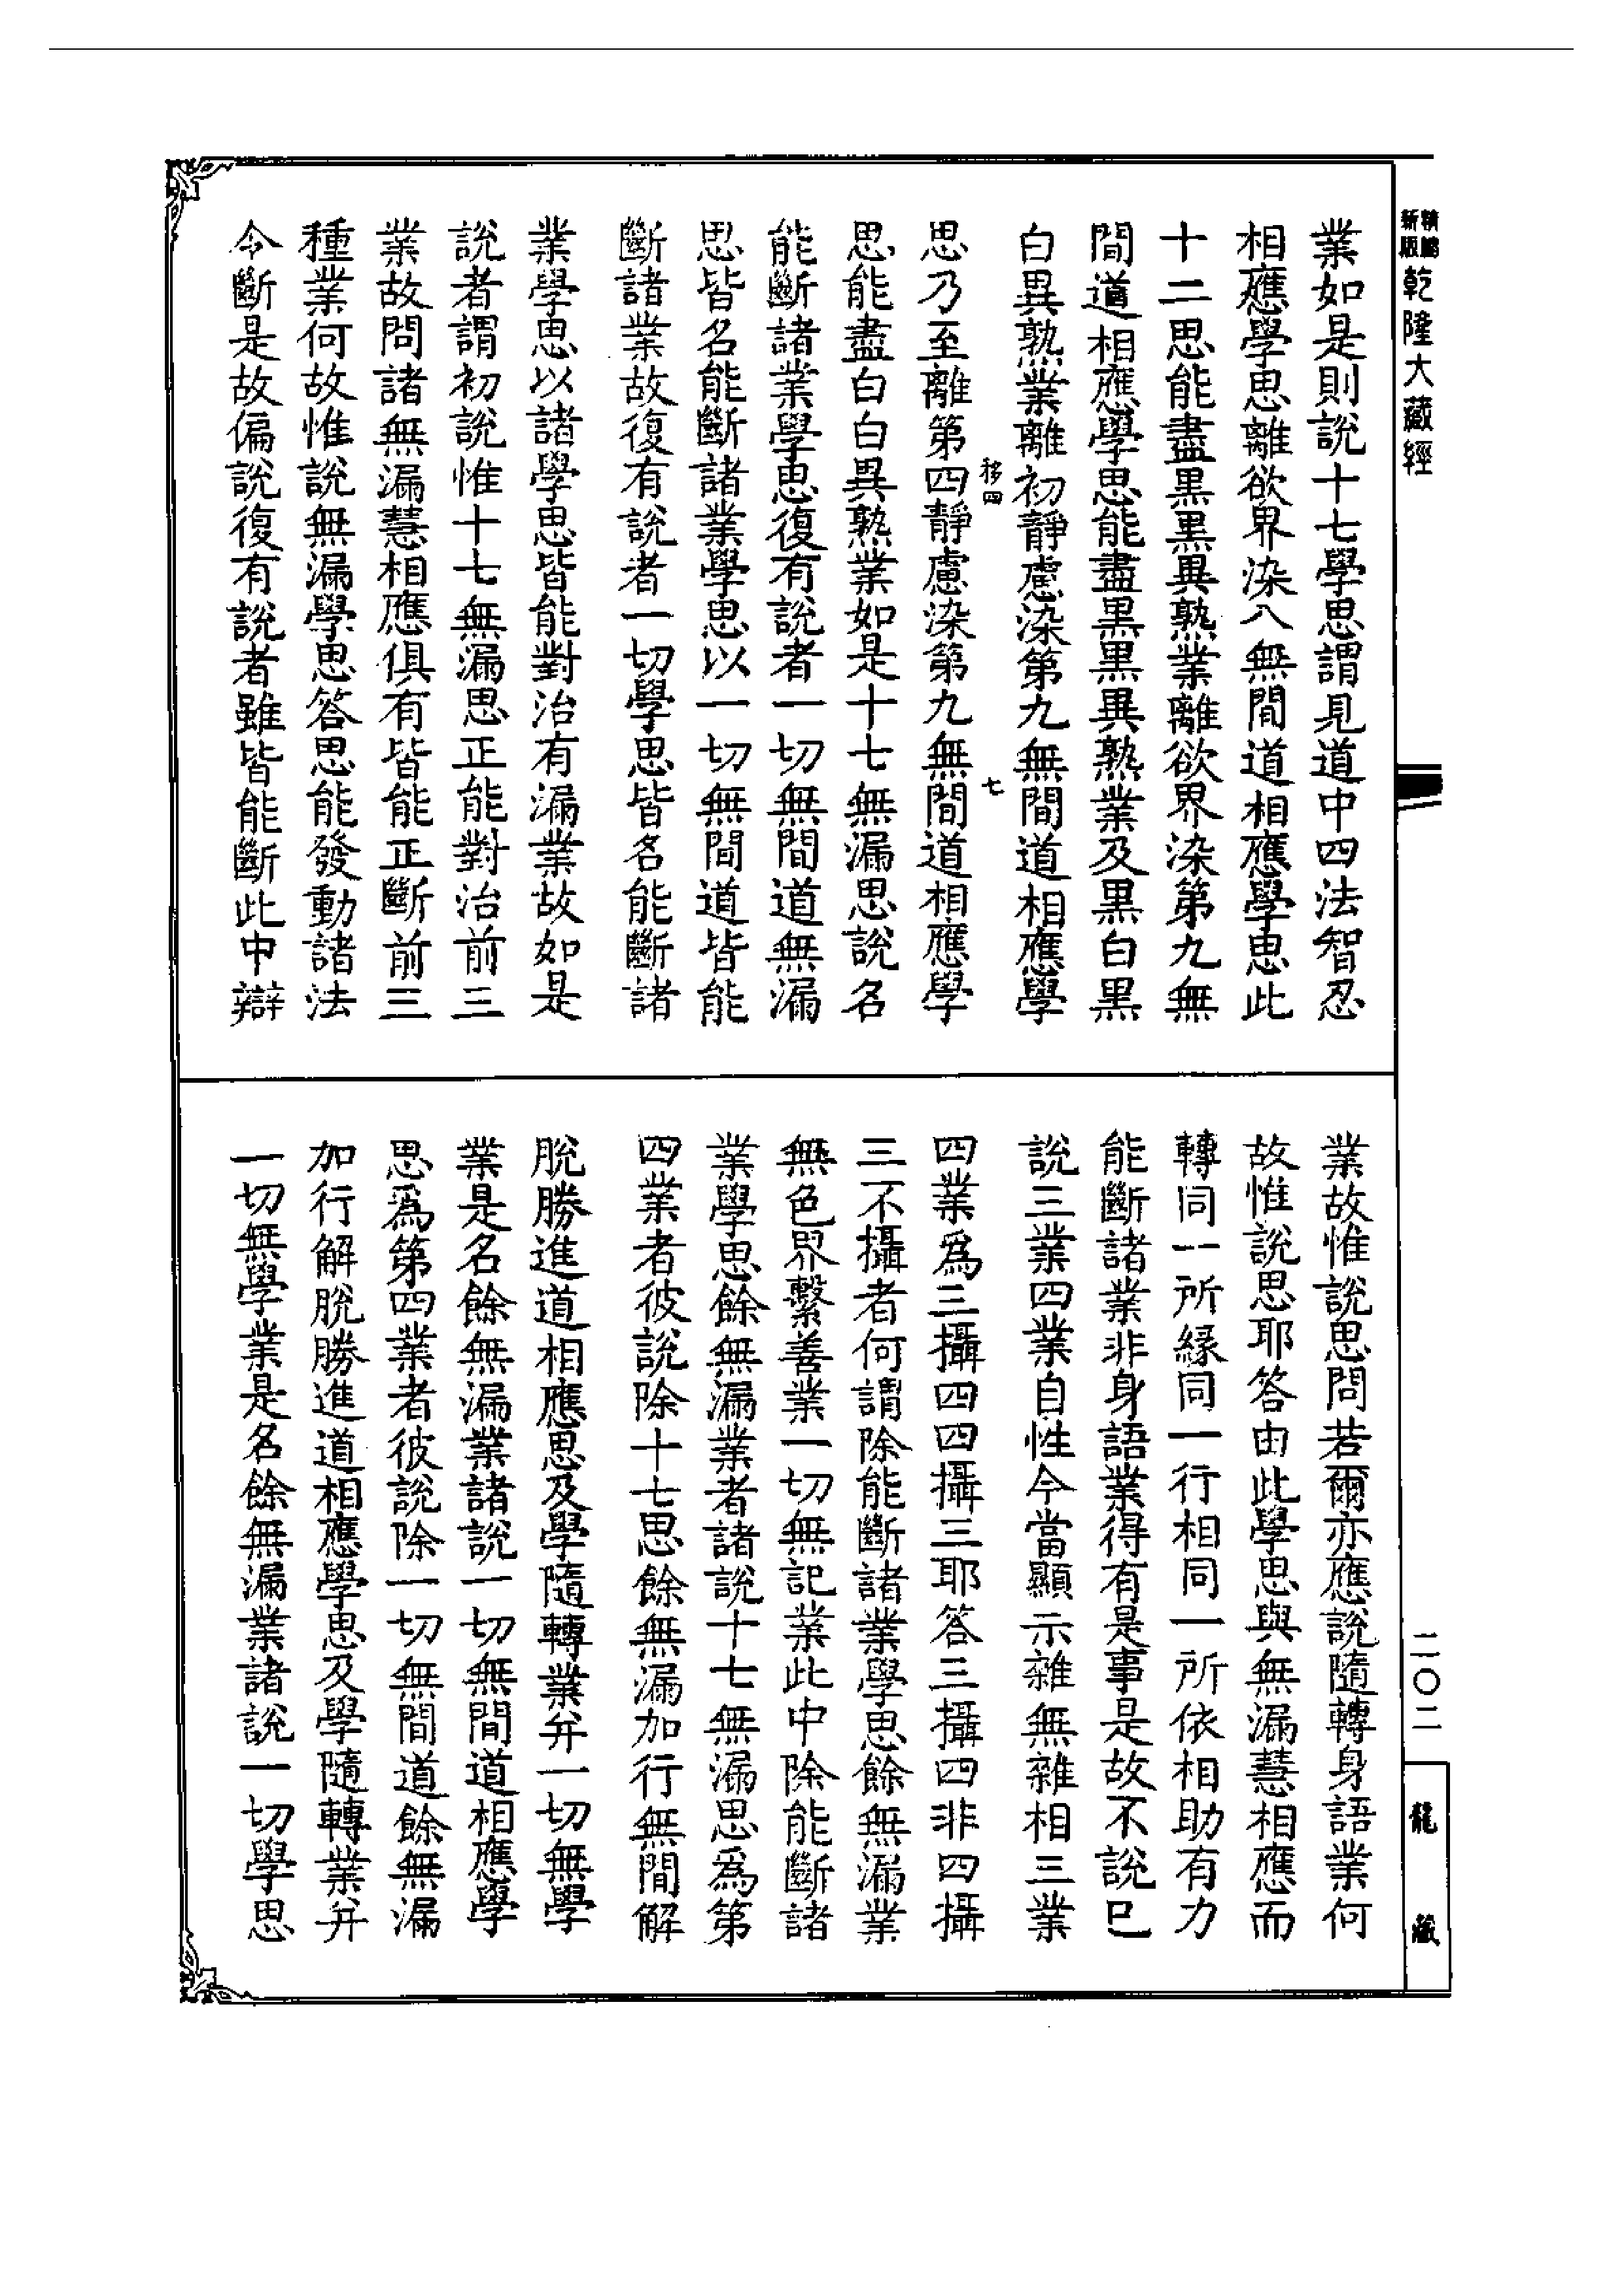 精縮
新版
乾隆大藏經
業如是則說十七學思謂見道中四法智忍
相應學思離欲界染八無間道相應學思此
十二思能盡黑黑異熟業離欲界染第九無
間道相應學思能盡黑黑異熟業及黑白黑
白異熟業離初靜慮染第九無間道相應學
移四
七
思乃至離第四靜慮染第九無間道相應學
思能盡白白異熟業如是十七無漏思說名
能斷諸業學思復有說者一切無間道無漏
思皆名能斷諸業學思以一切無間道皆能
斷諸業故復有說者一切學思皆名能斷諸
業學思以諸學思皆能對治有漏業故如是
說者謂初說惟十七無漏思正能對治前三
業故問諸無漏慧相應俱有皆能正斷前三
種業何故惟說無漏學思答思能發動諸法
令斷是故偏說復有說者雖皆能斷此中辯
業故惟說思問若爾亦應說隨轉身語業何
故惟說思耶答由此學思與無漏慧相應而
轉同一所緣同一行相同一所依相助有力
能斷諸業非身語業得有是事是故不說巳
說三業四業自性今當顯示雜無雜相三業
四業為三攝四四攝三耶答三攝四非四攝
三不攝者何謂除能斷諸業學思餘無漏業
無色界繫善業一切無記業此中除能斷諸
業學思餘無漏業者諸說十七無漏思為第
四業者彼說除十七思餘無漏加行無間解
脫勝進道相應思及學隨轉業并一切無學
業是名餘無漏業諸說一切無間道相應學
思為第四業者彼說除一切無間道餘無漏
加行解脫勝進道相應學思及學隨轉業并
一切無學業是名餘無漏業諸說一切學思
二〇二
龍藏